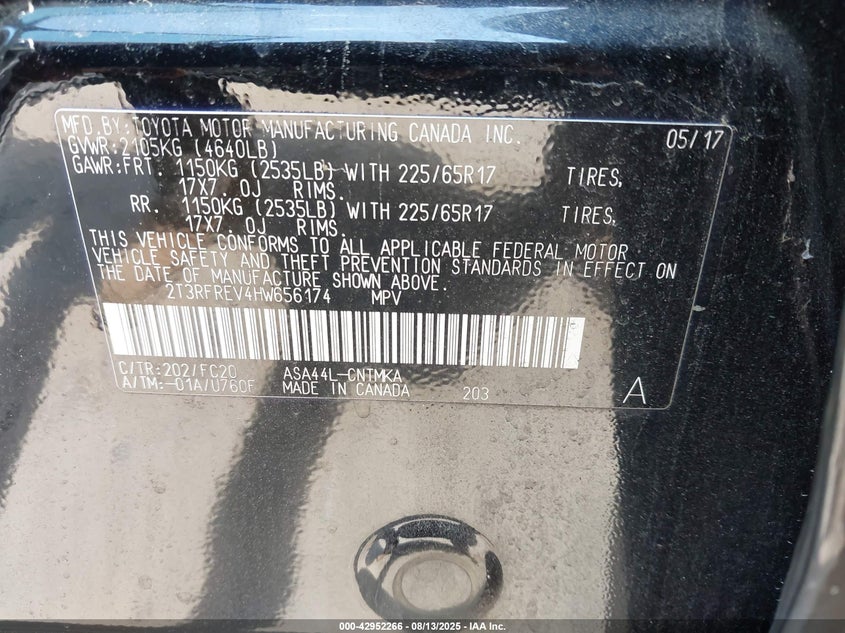 MFD.BY:TOYOTA MOTOR MANUFACTURING CANADA INC. 05/17
GVWR:2105KG (4640LB)
GAWR:FRT. 1150KG (2535LB) WITH 225/65R17 TIRES,
17X7.0J RIMS.
RR. 1150KG (2535LB) WITH 225/65R17 TIRES,
17X7.0J RIMS.
THIS VEHICLE CONFORMS TO ALL APPLICABLE FEDERAL MOTOR
VEHICLE SAFETY AND THEFT PREVENTION STANDARDS IN EFFECT ON
THE DATE OF MANUFACTURE SHOWN ABOVE.
2T3RFREV4HW656174 MPV
C/TR:202/FC20 ASA44L-CNTMKA
A/TM:-01A/U760F MADE IN CANADA 203 A
000-42952266 - 08/13/2025 - IAA Inc.